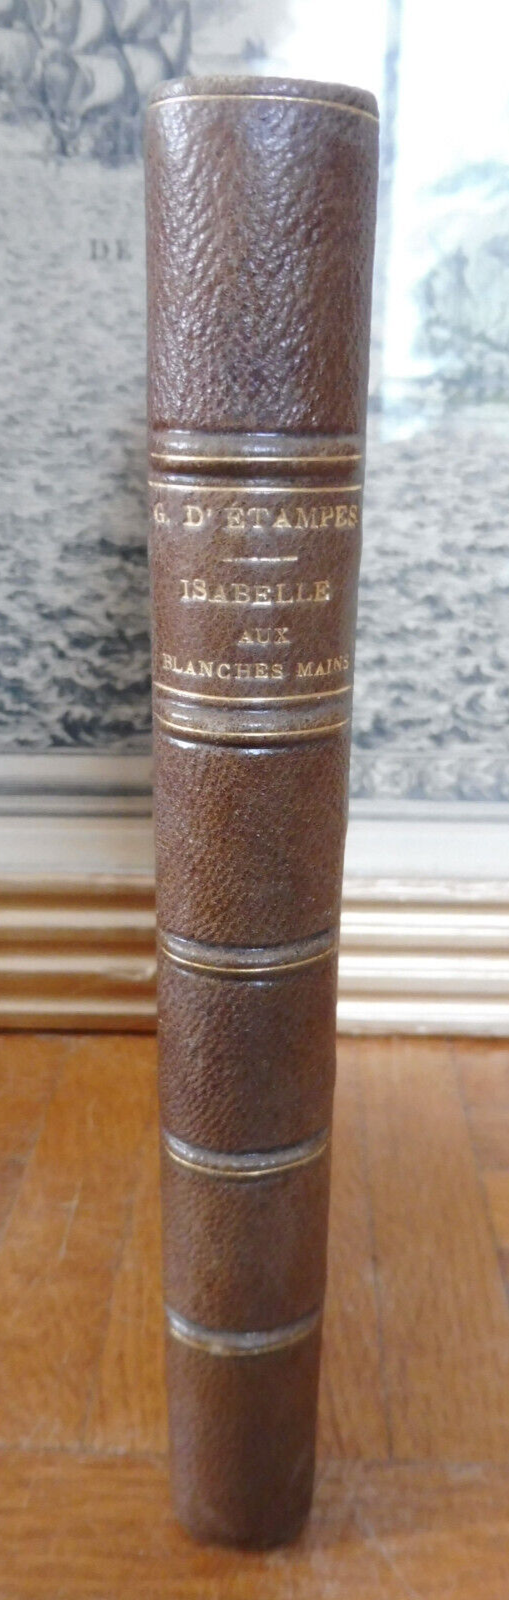 DE
G. D' ÉTAMPES
ISABELLE
AUX
BLANCHES MAINS